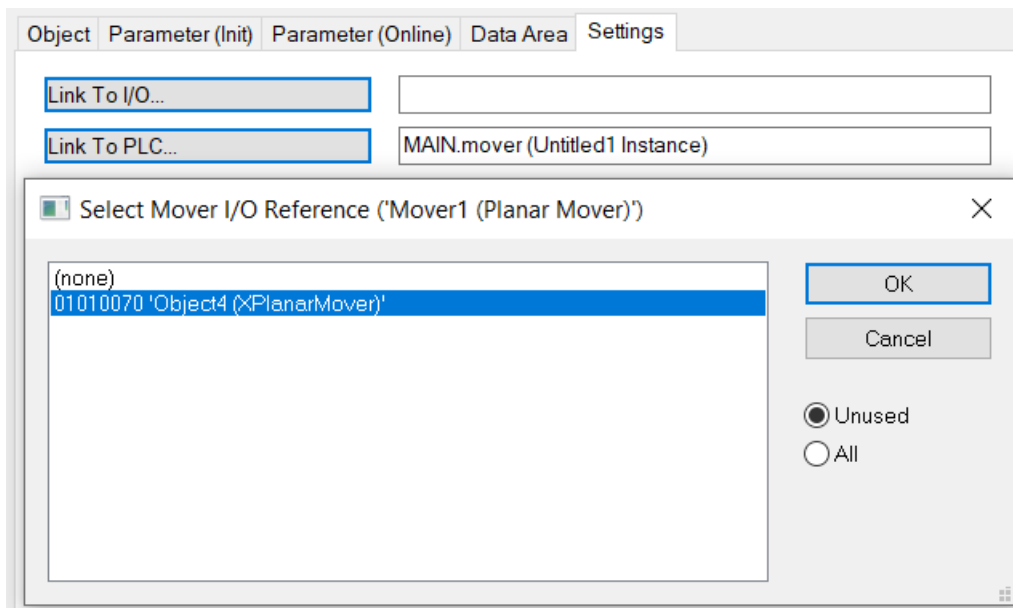 Object Parameter (Init) Parameter (Online) Data Area Settings
Link To I/O...
Link To PLC... MAIN.mover (Untitled1 Instance)
Select Mover I/O Reference ('Mover1 (Planar Mover)')
(none)
01010070 'Object4 (XPlanarMover)'
OK
Cancel
Unused
All